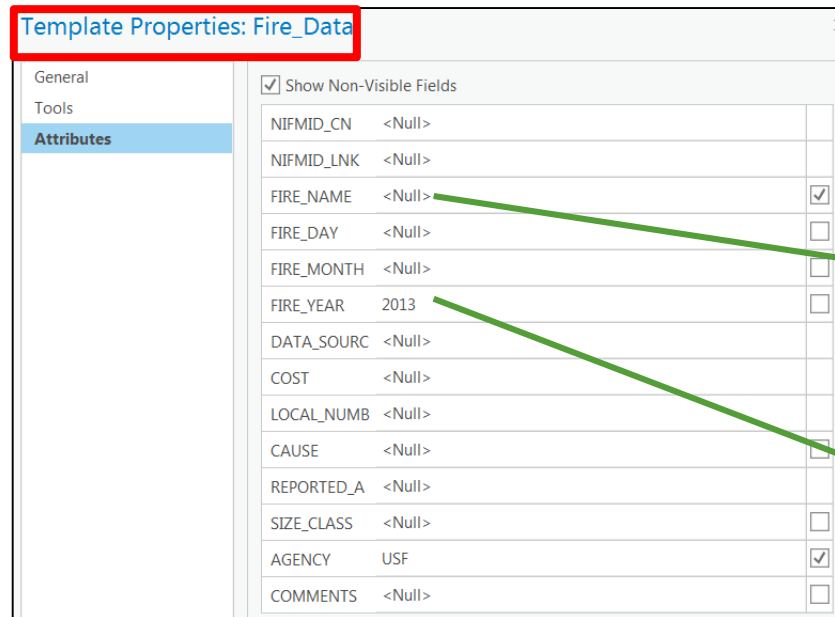 Template Properties: Fire_Data
General
Tools
Attributes
Show Non-Visible Fields
NIFMID_CN <Null>
NIFMID_LNK <Null>
FIRE_NAME <Null>
FIRE_DAY <Null>
FIRE_MONTH <Null>
FIRE_YEAR 2013
DATA_SOURC <Null>
COST <Null>
LOCAL_NUMB <Null>
CAUSE <Null>
REPORTED_A <Null>
SIZE_CLASS <Null>
AGENCY USF
COMMENTS <Null>